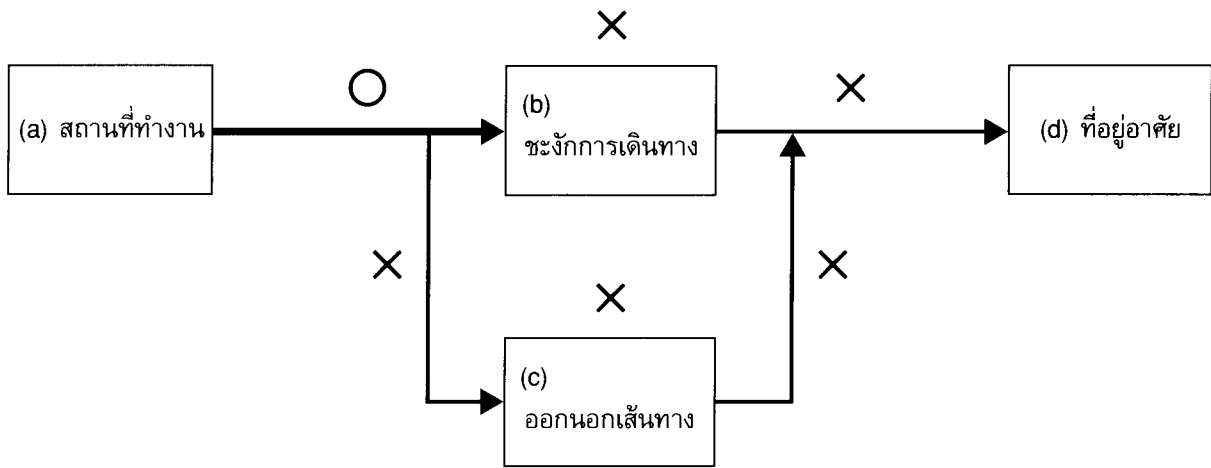 (a) สถานที่ทำงาน
(b)
ชะงักการเดินทาง
(d) ที่อยู่อาศัย
(c)
ออกนอกเส้นทาง